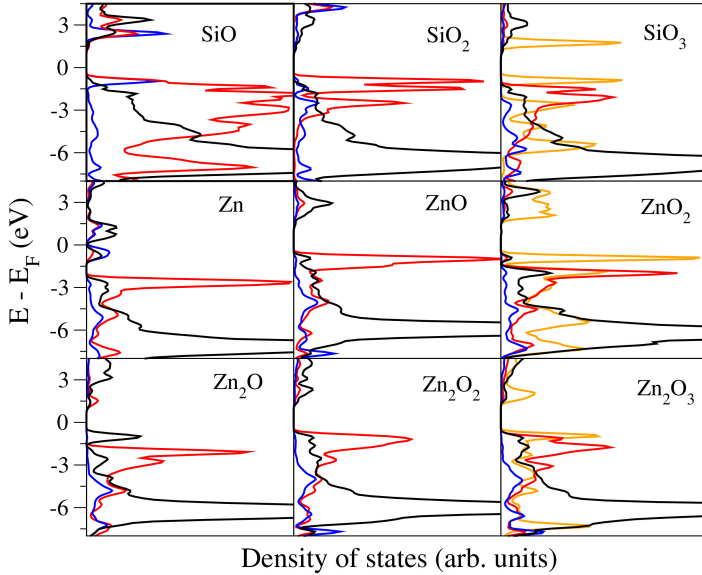 SiO SiO₂ SiO₃
3
0
-3
-6
Zn ZnO ZnO₂
3
0
-3
-6
Zn₂O Zn₂O₂ Zn₂O₃
3
0
-3
-6
E - E_F (eV)
Density of states (arb. units)